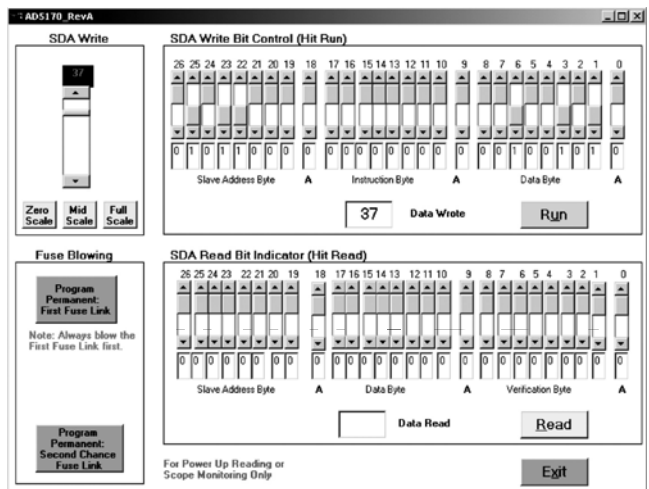 AD5170_RevA
SDA Write
37
Zero Scale
Mid Scale
Full Scale
SDA Write Bit Control (Hit Run)
26 25 24 23 22 21 20 19 18 17 16 15 14 13 12 11 10 9 8 7 6 5 4 3 2 1 0
0 1 0 1 1 0 0 0 0 0 0 0 0 0 0 0 0 0 0 0 1 0 0 1 0 1 0
Slave Address Byte A Instruction Byte A Data Byte A
37 Data Wrote Run
Fuse Blowing
Program
Permanent:
First Fuse Link
Note: Always blow the
First Fuse Link first.
Program
Permanent:
Second Chance
Fuse Link
SDA Read Bit Indicator (Hit Read)
26 25 24 23 22 21 20 19 18 17 16 15 14 13 12 11 10 9 8 7 6 5 4 3 2 1 0
0 0 0 0 0 0 0 0 0 0 0 0 0 0 0 0 0 0 0 0 0 0 0 0 0 0 0
Slave Address Byte A Data Byte A Verification Byte A
Data Read Read
For Power Up Reading or
Scope Monitoring Only
Exit